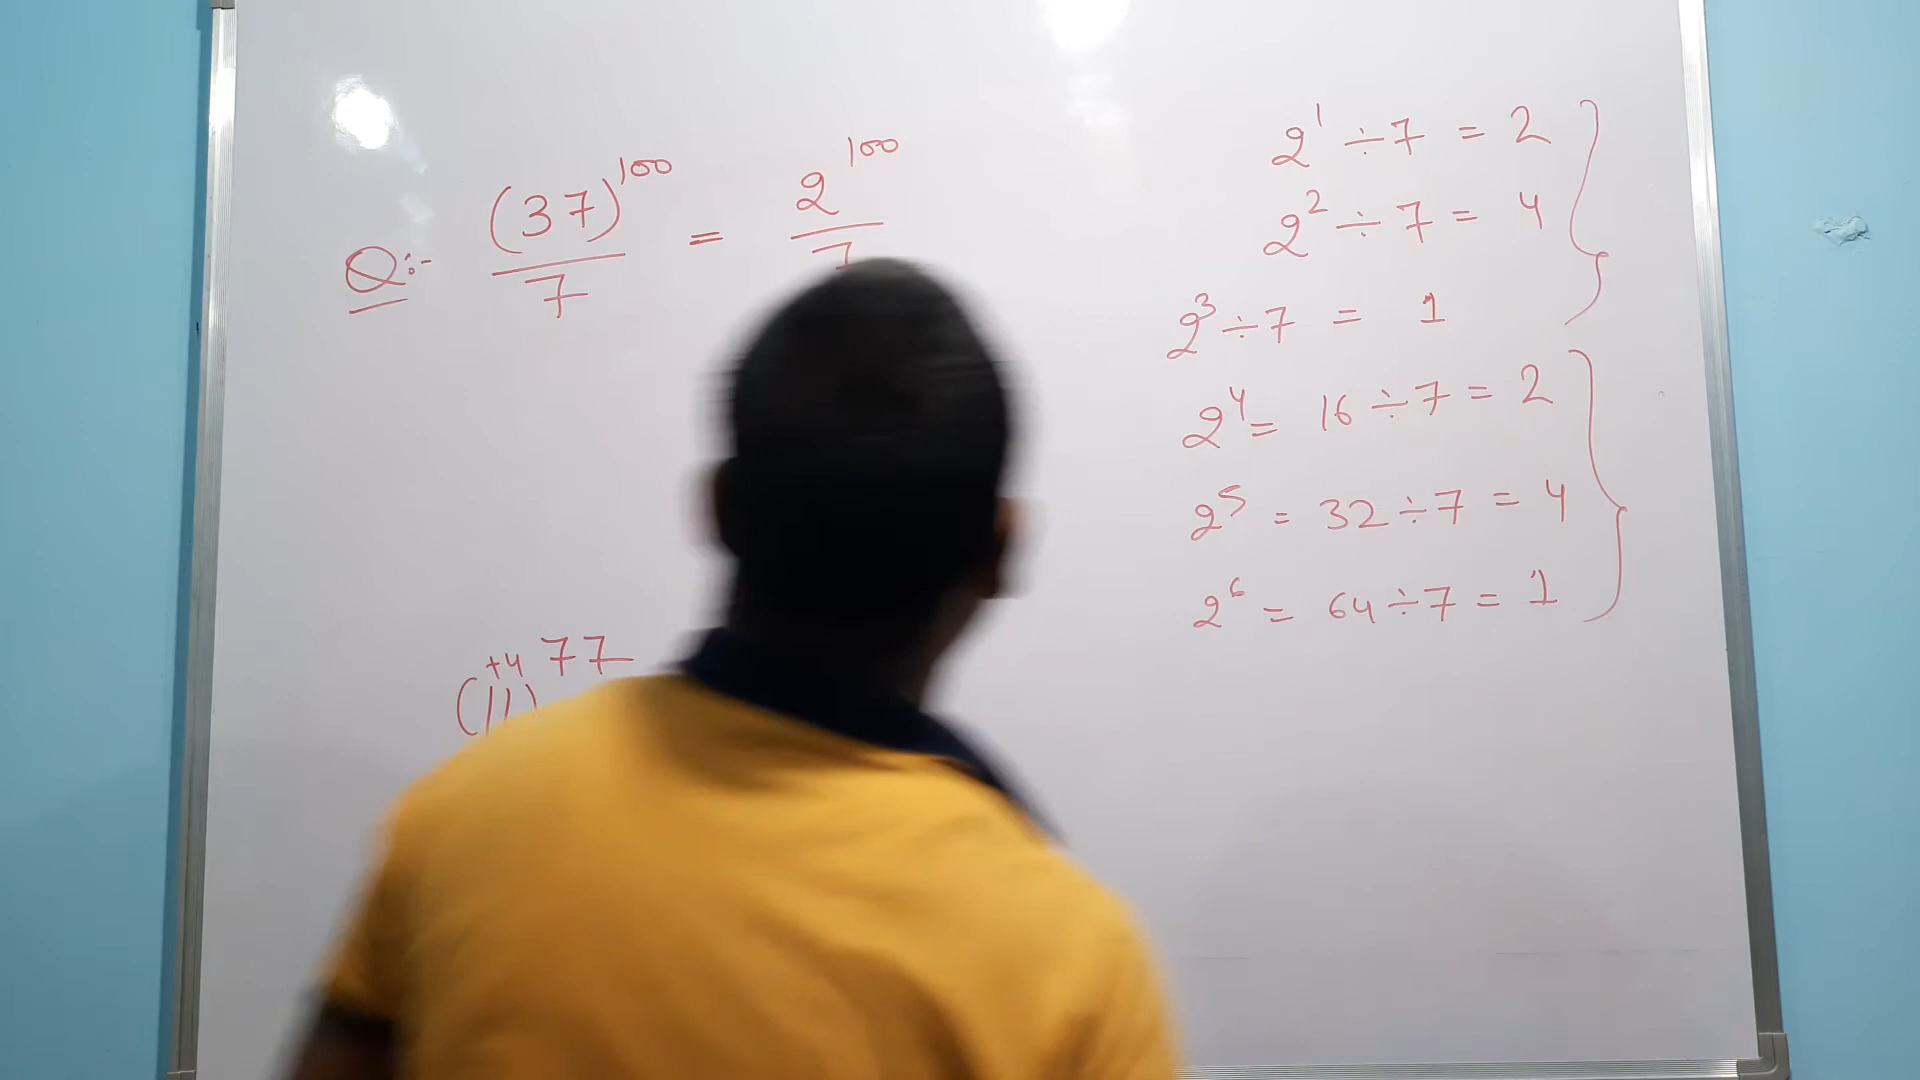 Q:- (37)^100 / 7 = 2^100 / 7
(11)^+4 77
2^1 ÷ 7 = 2
2^2 ÷ 7 = 4
2^3 ÷ 7 = 1
2^4 = 16 ÷ 7 = 2
2^5 = 32 ÷ 7 = 4
2^6 = 64 ÷ 7 = 1